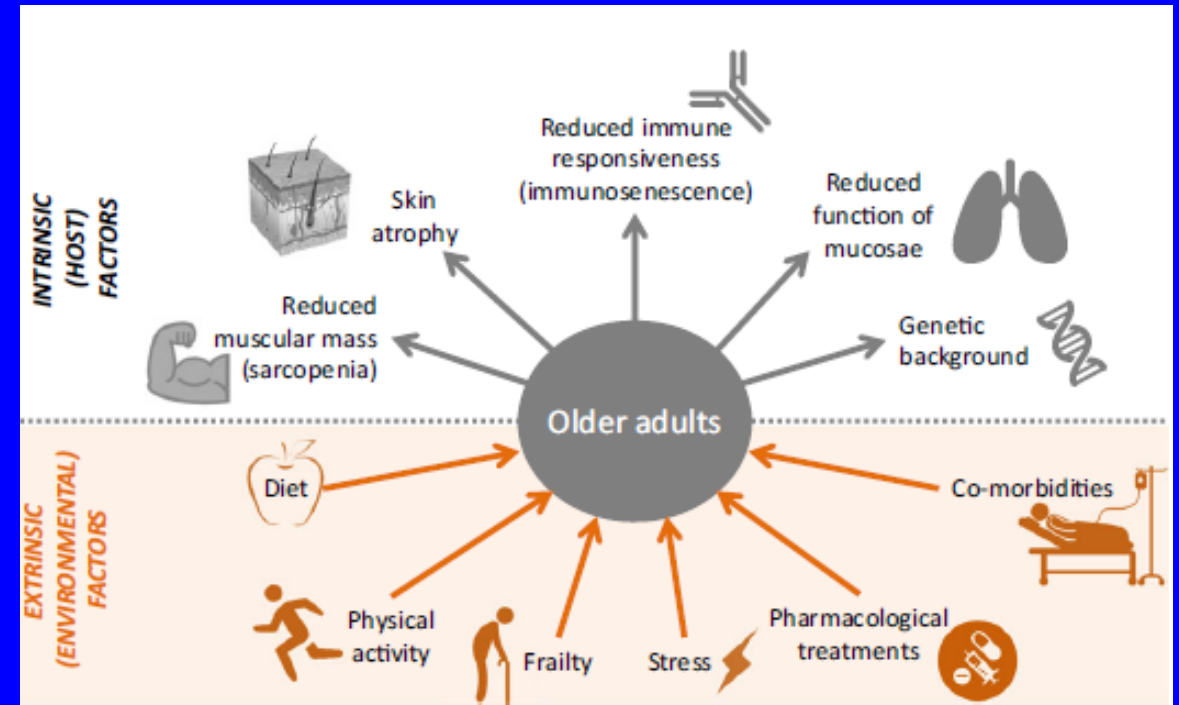 INTRINSIC
(HOST)
FACTORS
Reduced immune
responsiveness
(immunosenescence)
Skin
atrophy
Reduced
function of
mucosae
Reduced
muscular mass
(sarcopenia)
Genetic
background
Older adults
EXTRINSIC
(ENVIRONMENTAL)
FACTORS
Diet
Co-morbidities
Physical
activity
Frailty
Stress
Pharmacological
treatments